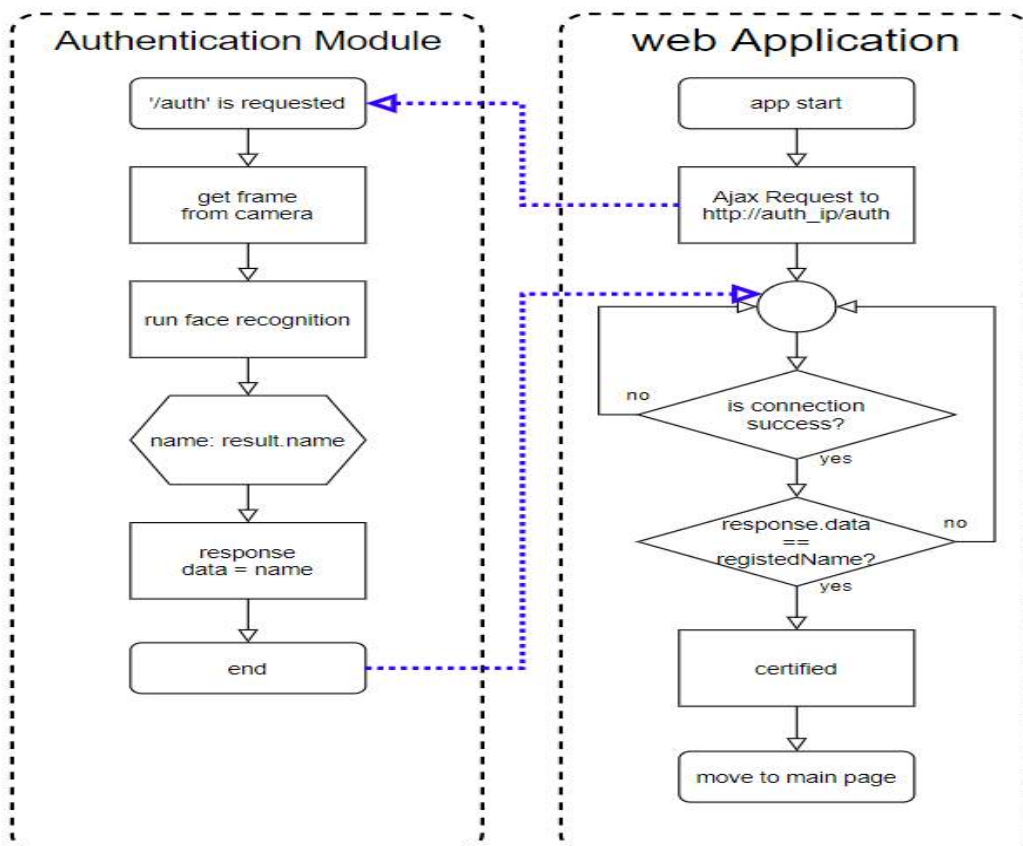 Authentication Module
'/auth' is requested
get frame
from camera
run face recognition
name: result.name
response
data = name
end
web Application
app start
Ajax Request to
http://auth_ip/auth
is connection
success?
no
yes
response.data
==
registedName?
no
yes
certified
move to main page